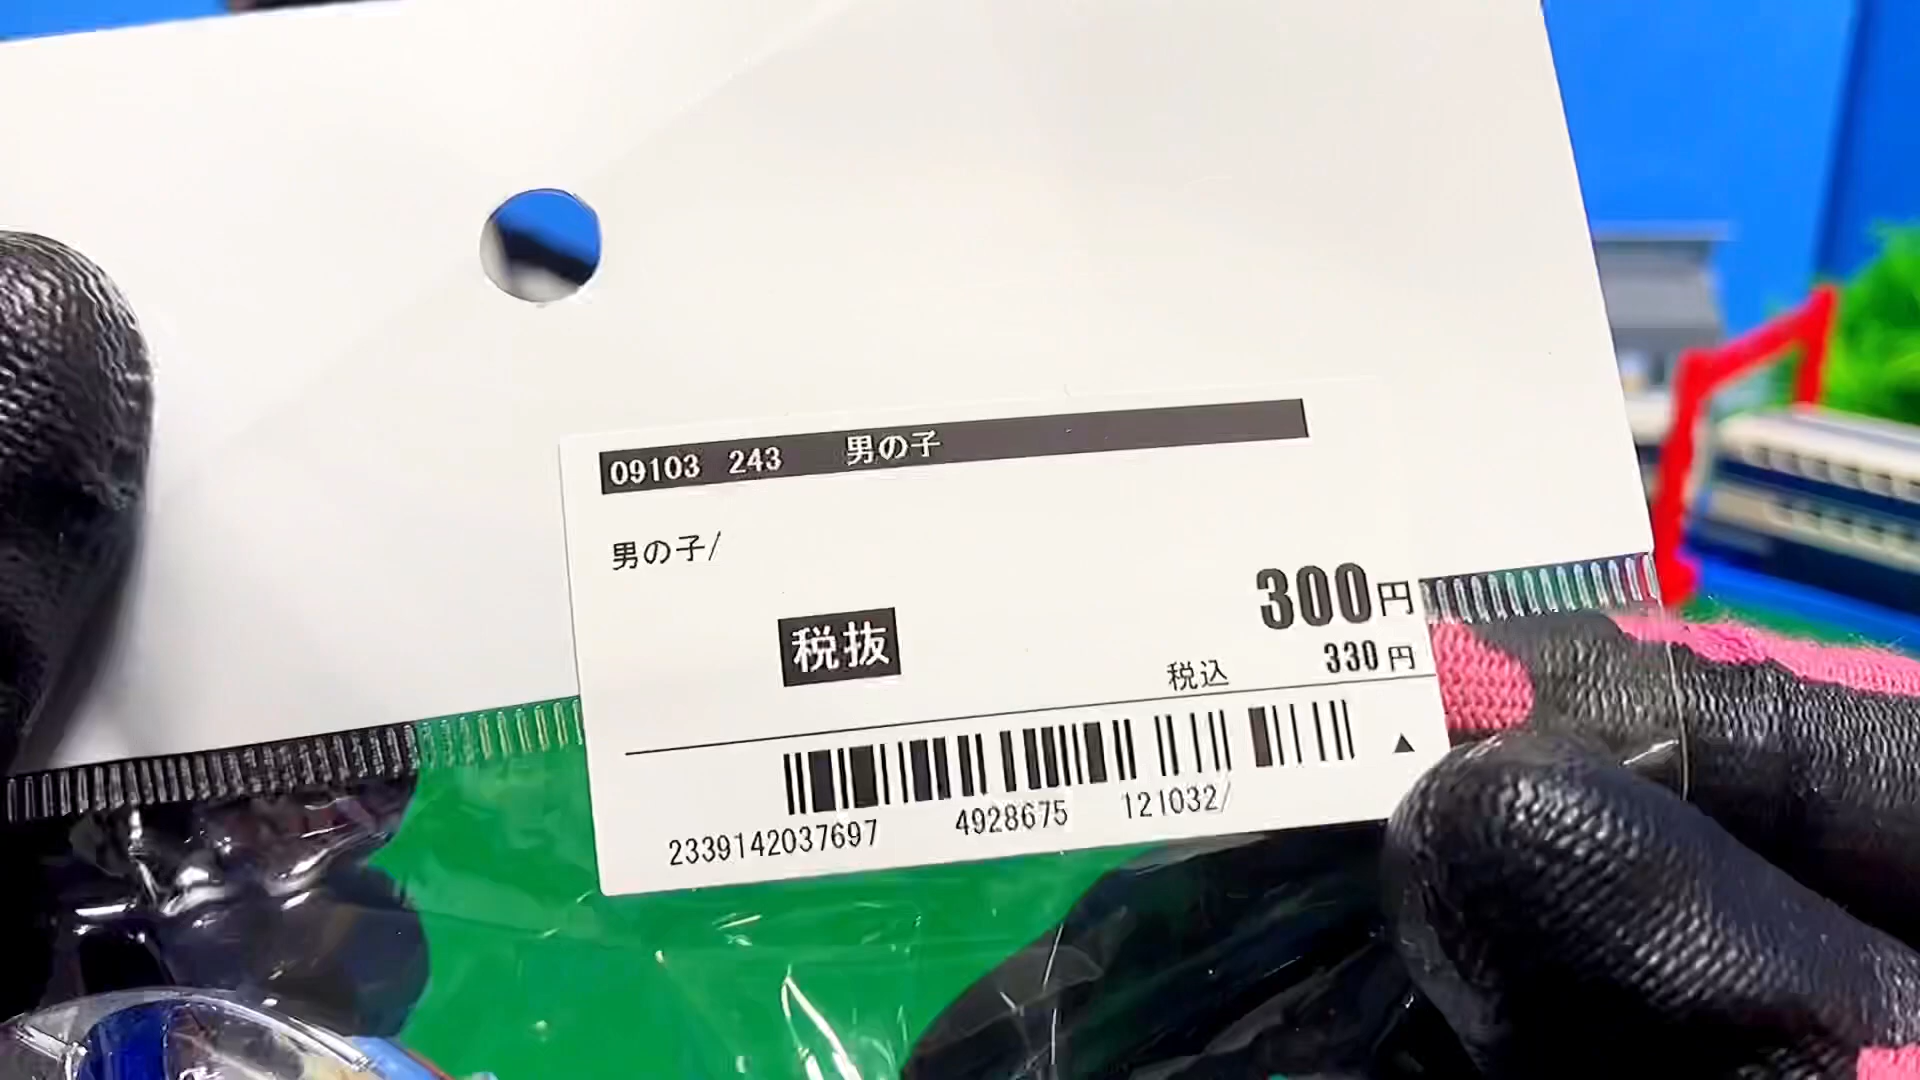 09103 243 男の子
男の子/
税抜 300円
税込 330円
2339142037697 4928675 121032/